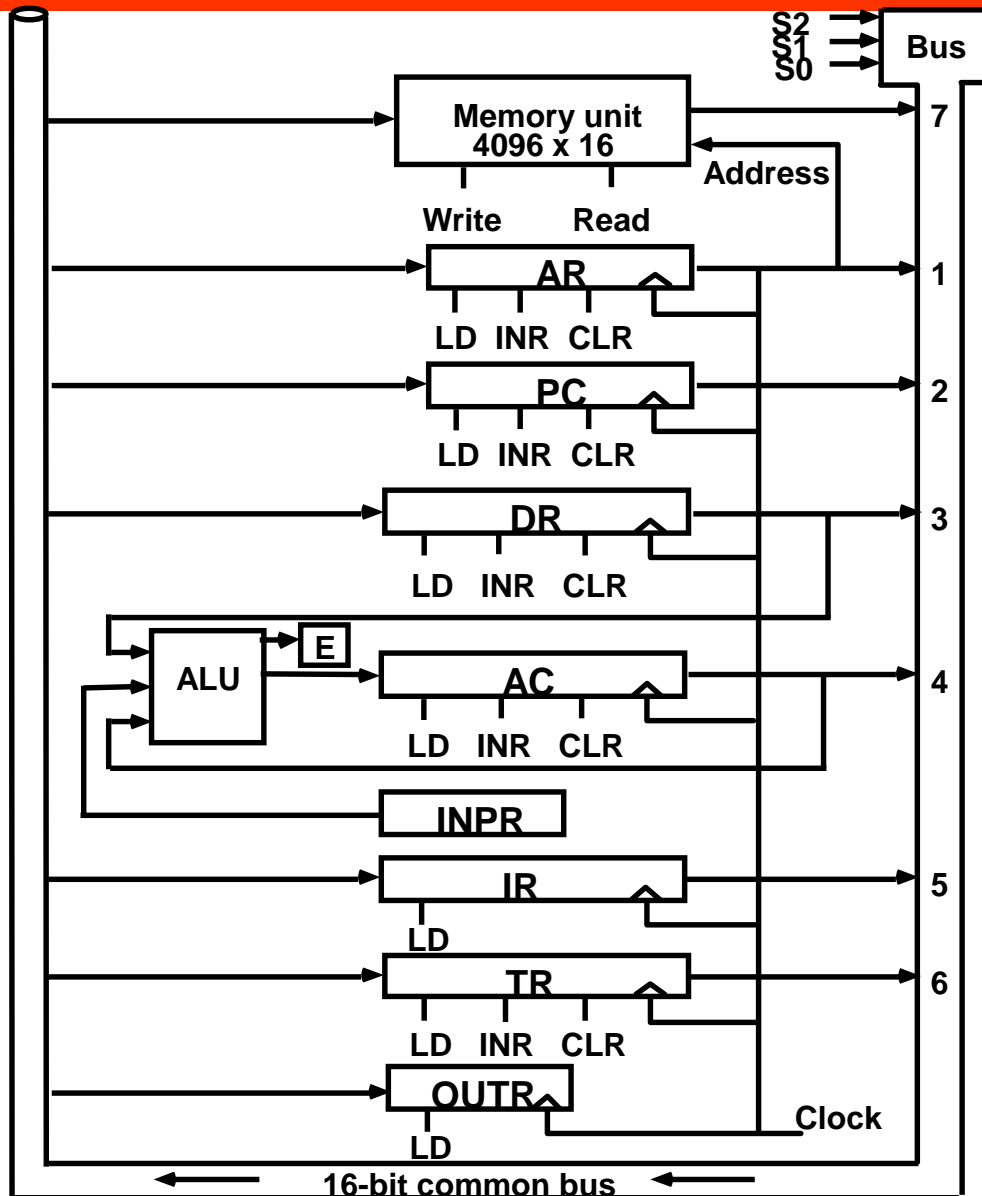 S2
S1
S0
Bus
Memory unit
4096 x 16
7
Address
Write Read
AR
1
LD INR CLR
PC
2
LD INR CLR
DR
3
LD INR CLR
E
ALU
AC
4
LD INR CLR
INPR
IR
5
LD
TR
6
LD INR CLR
OUTR
LD
Clock
16-bit common bus